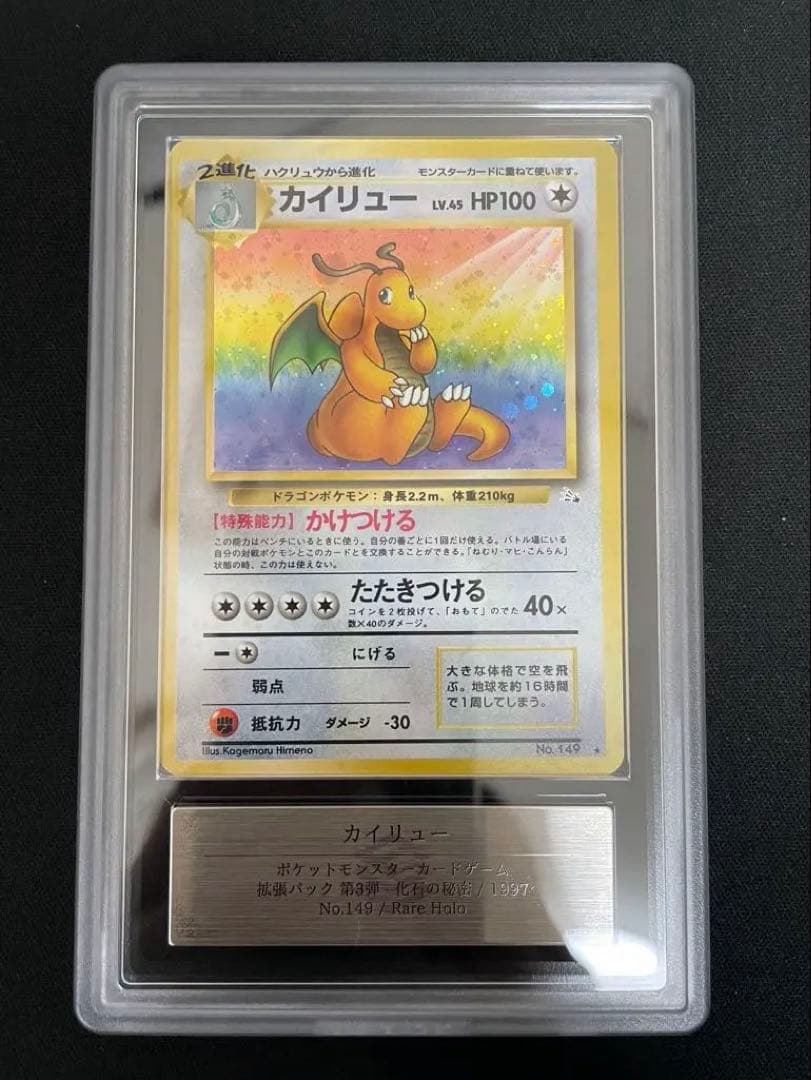 2進化 ハクリュウから進化 モンスターカードに重ねて使います。
カイリュー LV.45 HP100
ドラゴンポケモン：身長2.2m、体重210kg
【特殊能力】かけつける
この能力はベンチにいるときに使う。自分の番ごとに1回だけ使える。バトル場にいる
自分の対戦ポケモンとこのカードとを交換することができる。「ねむり・マヒ・こんらん」
状態の時、この力は使えない。
たたきつける
コインを2枚投げて、「おもて」のでた
数×40のダメージ。
40×
にげる
弱点
抵抗力 ダメージ -30
大きな体格で空を飛
ぶ。地球を約16時間
で1周してしまう。
Illus.Kagemaru Himeno
No.149 ★
カイリュー
ポケットモンスターカードゲーム
拡張パック 第3弾 化石の秘密 / 1997
No.149 / Rare Holo